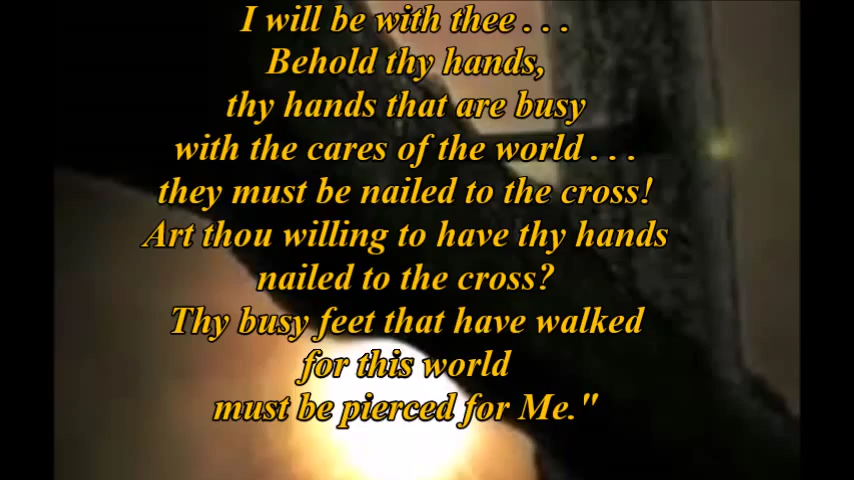 I will be with thee . . .
Behold thy hands,
thy hands that are busy
with the cares of the world . . .
they must be nailed to the cross!
Art thou willing to have thy hands
nailed to the cross?
Thy busy feet that have walked
for this world
must be pierced for Me."